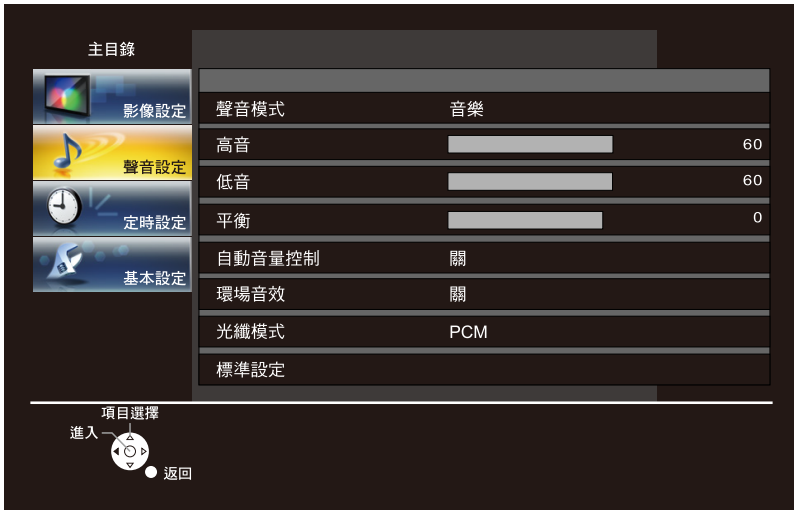 主目錄
影像設定
聲音設定
定時設定
基本設定
聲音模式 音樂
高音 60
低音 60
平衡 0
自動音量控制 關
環場音效 關
光纖模式 PCM
標準設定
項目選擇
進入
返回